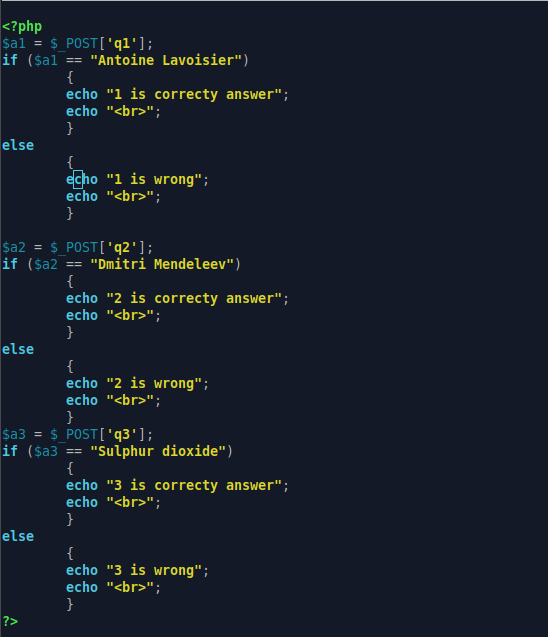 <?php
$a1 = $_POST['q1'];
if ($a1 == "Antoine Lavoisier")
        {
        echo "1 is correcty answer";
        echo "<br>";
        }
else
        {
        echo "1 is wrong";
        echo "<br>";
        }

$a2 = $_POST['q2'];
if ($a2 == "Dmitri Mendeleev")
        {
        echo "2 is correcty answer";
        echo "<br>";
        }
else
        {
        echo "2 is wrong";
        echo "<br>";
        }
$a3 = $_POST['q3'];
if ($a3 == "Sulphur dioxide")
        {
        echo "3 is correcty answer";
        echo "<br>";
        }
else
        {
        echo "3 is wrong";
        echo "<br>";
        }
?>